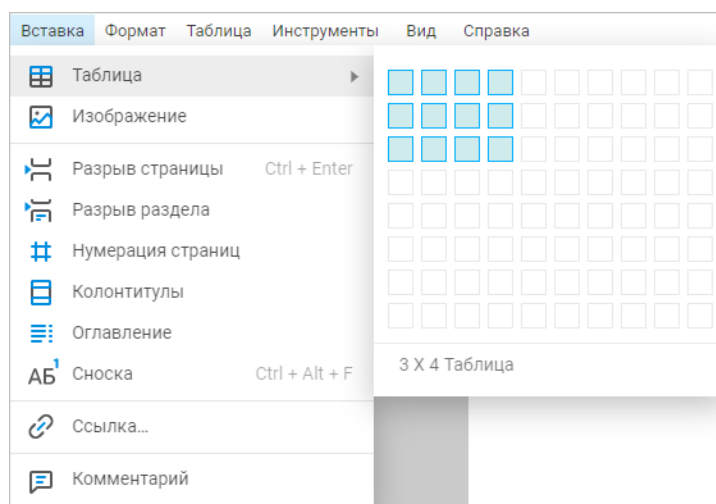 Вставка Формат Таблица Инструменты Вид Справка
Таблица
Изображение
Разрыв страницы Ctrl + Enter
Разрыв раздела
Нумерация страниц
Колонтитулы
Оглавление
3 X 4 Таблица
АБ1 Сноска Ctrl + Alt + F
Ссылка...
Комментарий